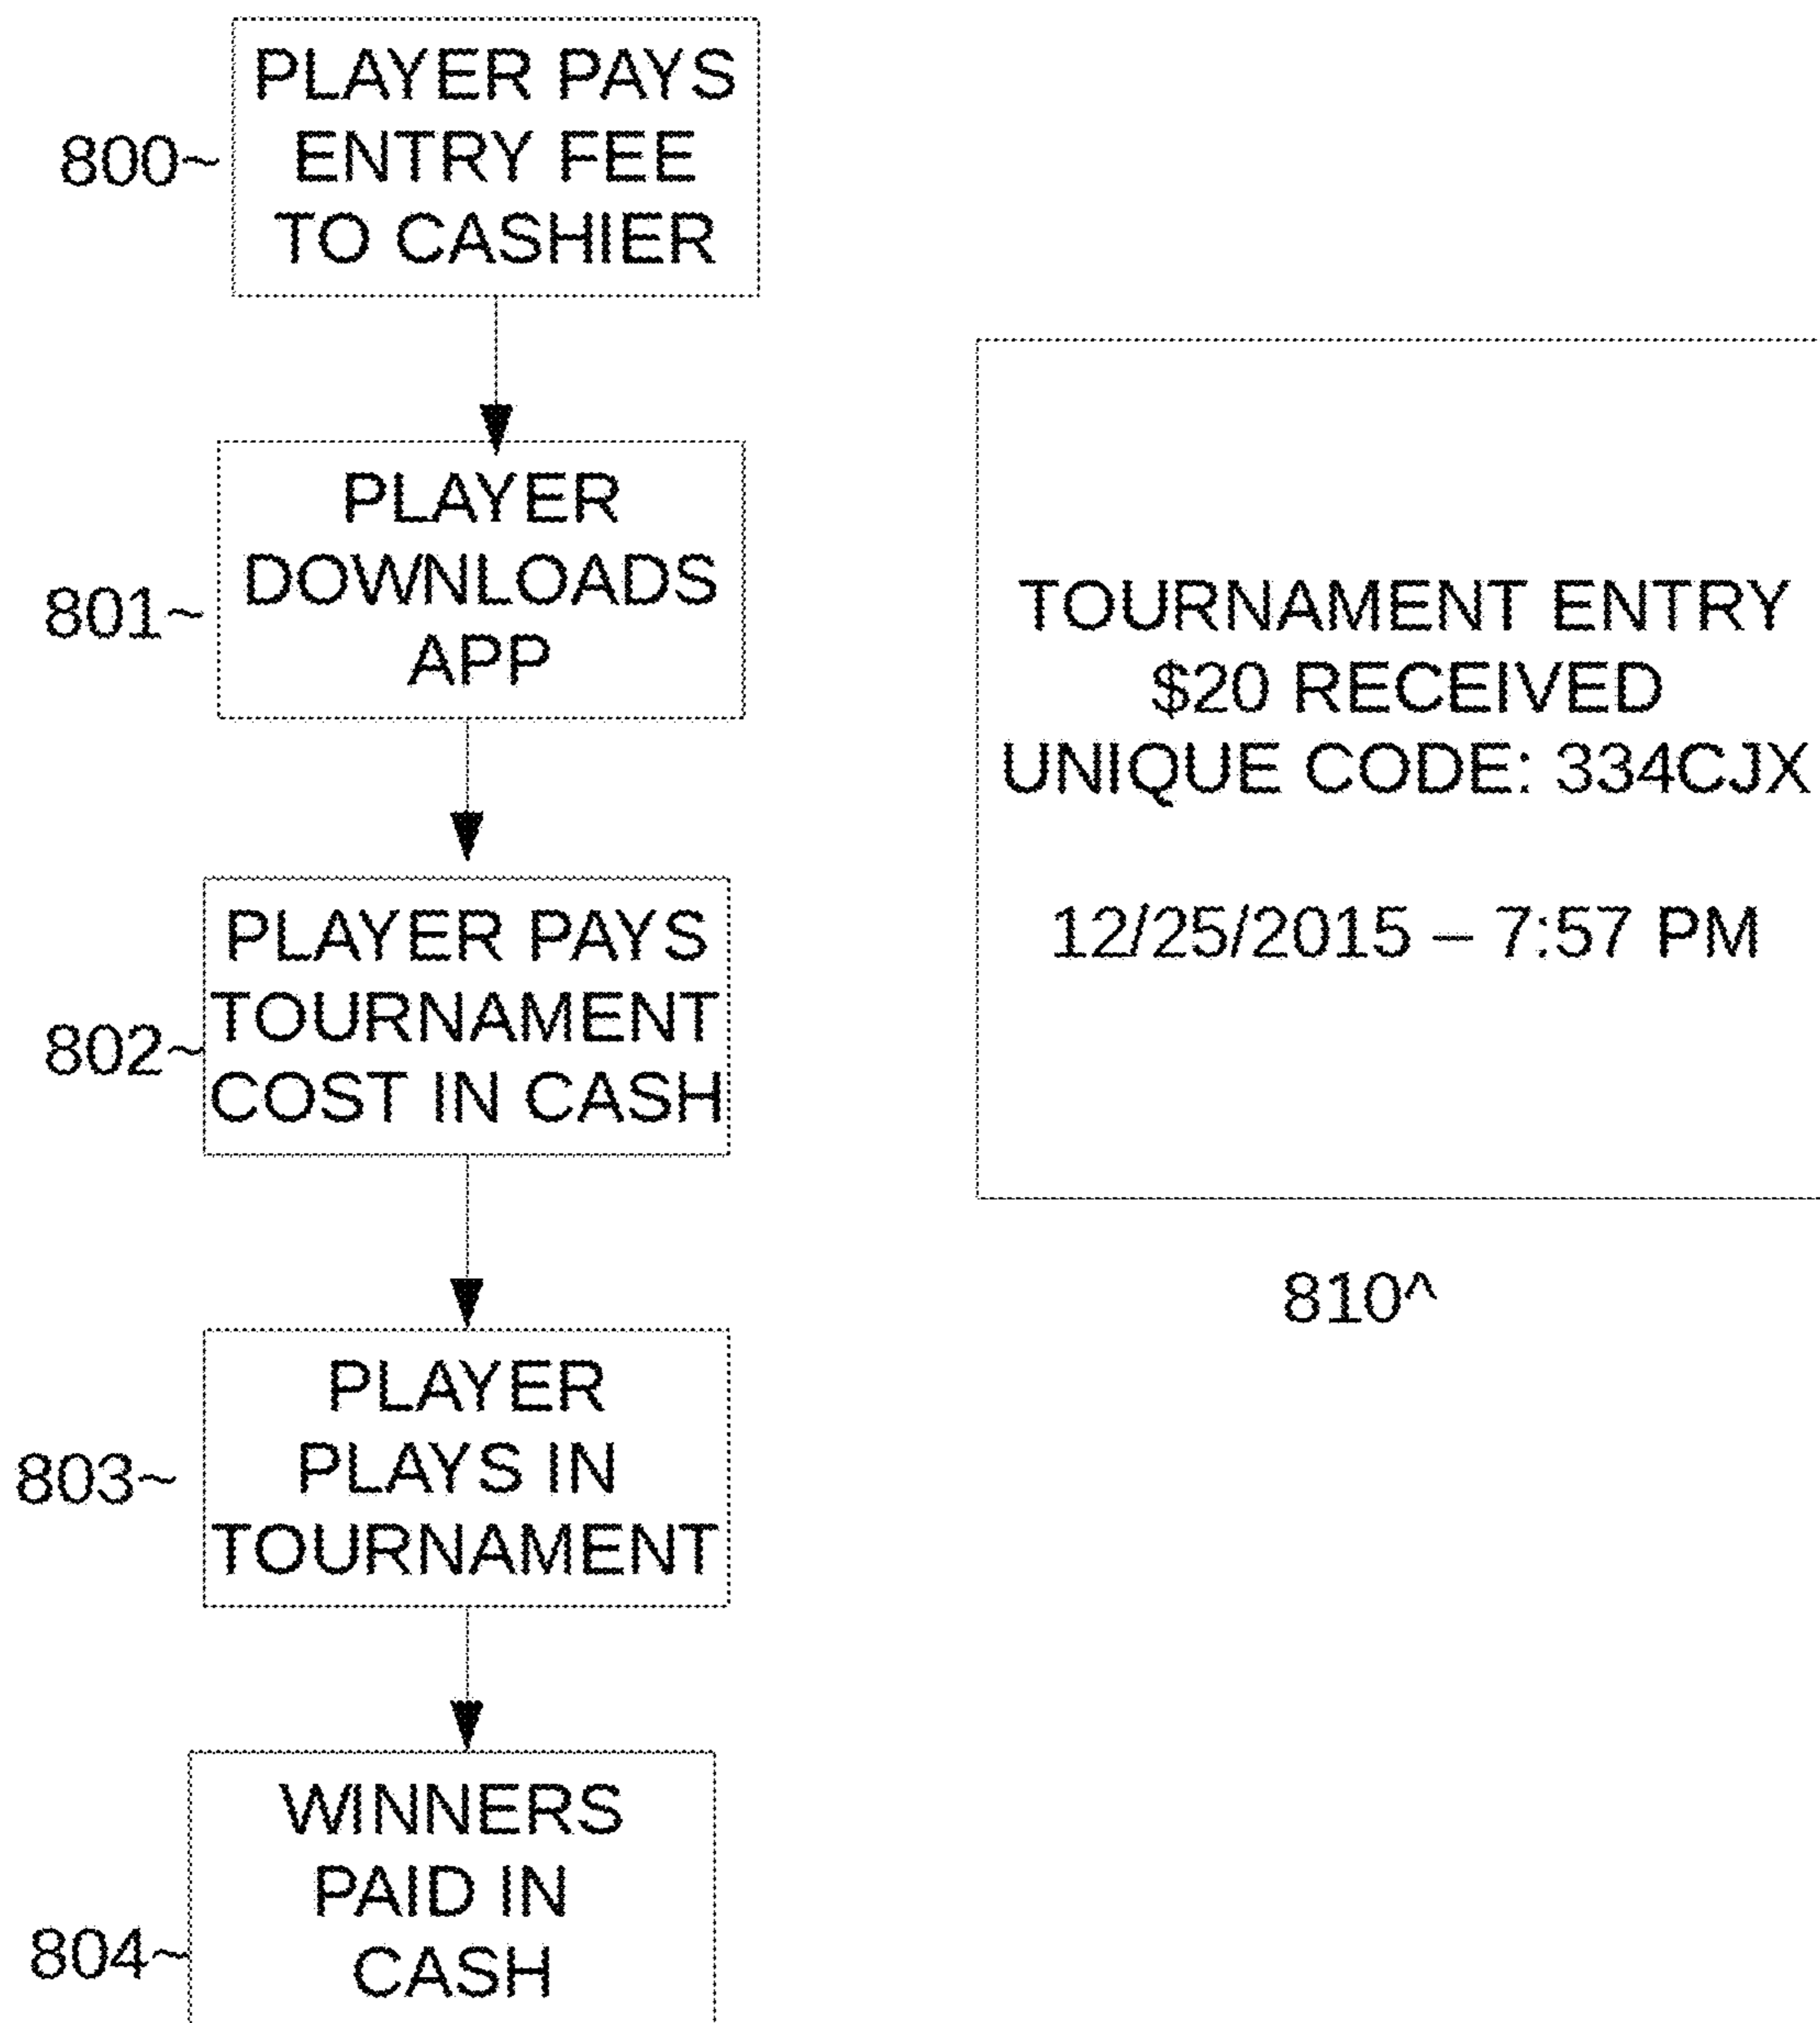 PLAYER PAYS
ENTRY FEE
TO CASHIER
800~
PLAYER
DOWNLOADS
APP
801~
PLAYER PAYS
TOURNAMENT
COST IN CASH
802~
PLAYER
PLAYS IN
TOURNAMENT
803~
WINNERS
PAID IN
CASH
804~
TOURNAMENT ENTRY
$20 RECEIVED
UNIQUE CODE: 334CJX
12/25/2015 – 7:57 PM
810^